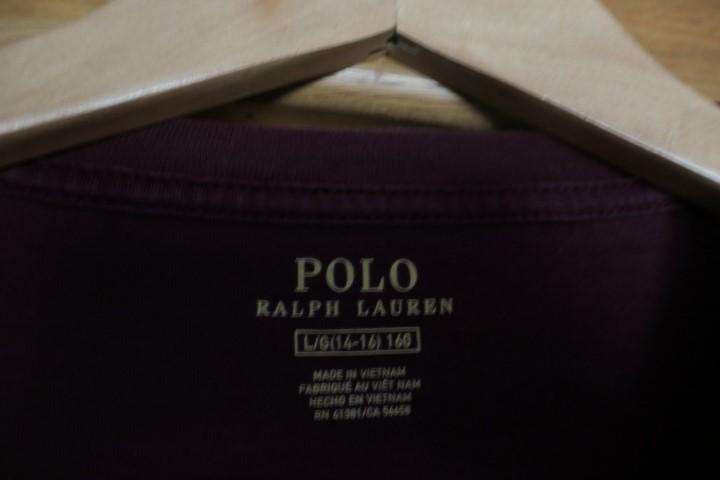 POLO
RALPH LAUREN
L/G(14-16) 160
MADE IN VIETNAM
FABRIQUÉ AU VIÊT NAM
HECHO EN VIETNAM
RN 41381/CA 56658